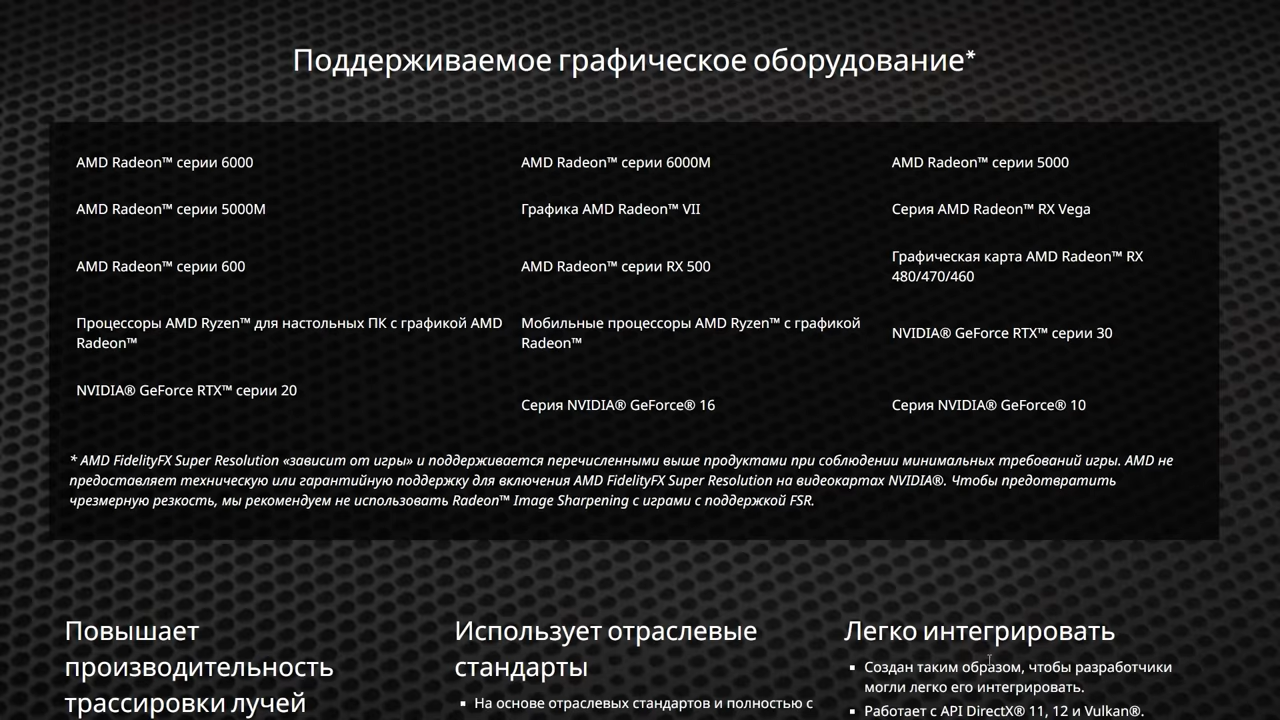 Поддерживаемое графическое оборудование*
AMD Radeon™ серии 6000
AMD Radeon™ серии 6000M
AMD Radeon™ серии 5000
AMD Radeon™ серии 5000M
Графика AMD Radeon™ VII
Серия AMD Radeon™ RX Vega
AMD Radeon™ серии 600
AMD Radeon™ серии RX 500
Графическая карта AMD Radeon™ RX
480/470/460
Процессоры AMD Ryzen™ для настольных ПК с графикой AMD
Radeon™
Мобильные процессоры AMD Ryzen™ с графикой
Radeon™
NVIDIA® GeForce RTX™ серии 30
NVIDIA® GeForce RTX™ серии 20
Серия NVIDIA® GeForce® 16
Серия NVIDIA® GeForce® 10
* AMD FidelityFX Super Resolution «зависит от игры» и поддерживается перечисленными выше продуктами при соблюдении минимальных требований игры. AMD не
предоставляет техническую или гарантийную поддержку для включения AMD FidelityFX Super Resolution на видеокартах NVIDIA®. Чтобы предотвратить
чрезмерную резкость, мы рекомендуем не использовать Radeon™ Image Sharpening с играми с поддержкой FSR.
Повышает
производительность
трассировки лучей
Использует отраслевые
стандарты
▪ На основе отраслевых стандартов и полностью с
Легко интегрировать
▪ Создан таким образом, чтобы разработчики
могли легко его интегрировать.
▪ Работает с API DirectX® 11, 12 и Vulkan®.